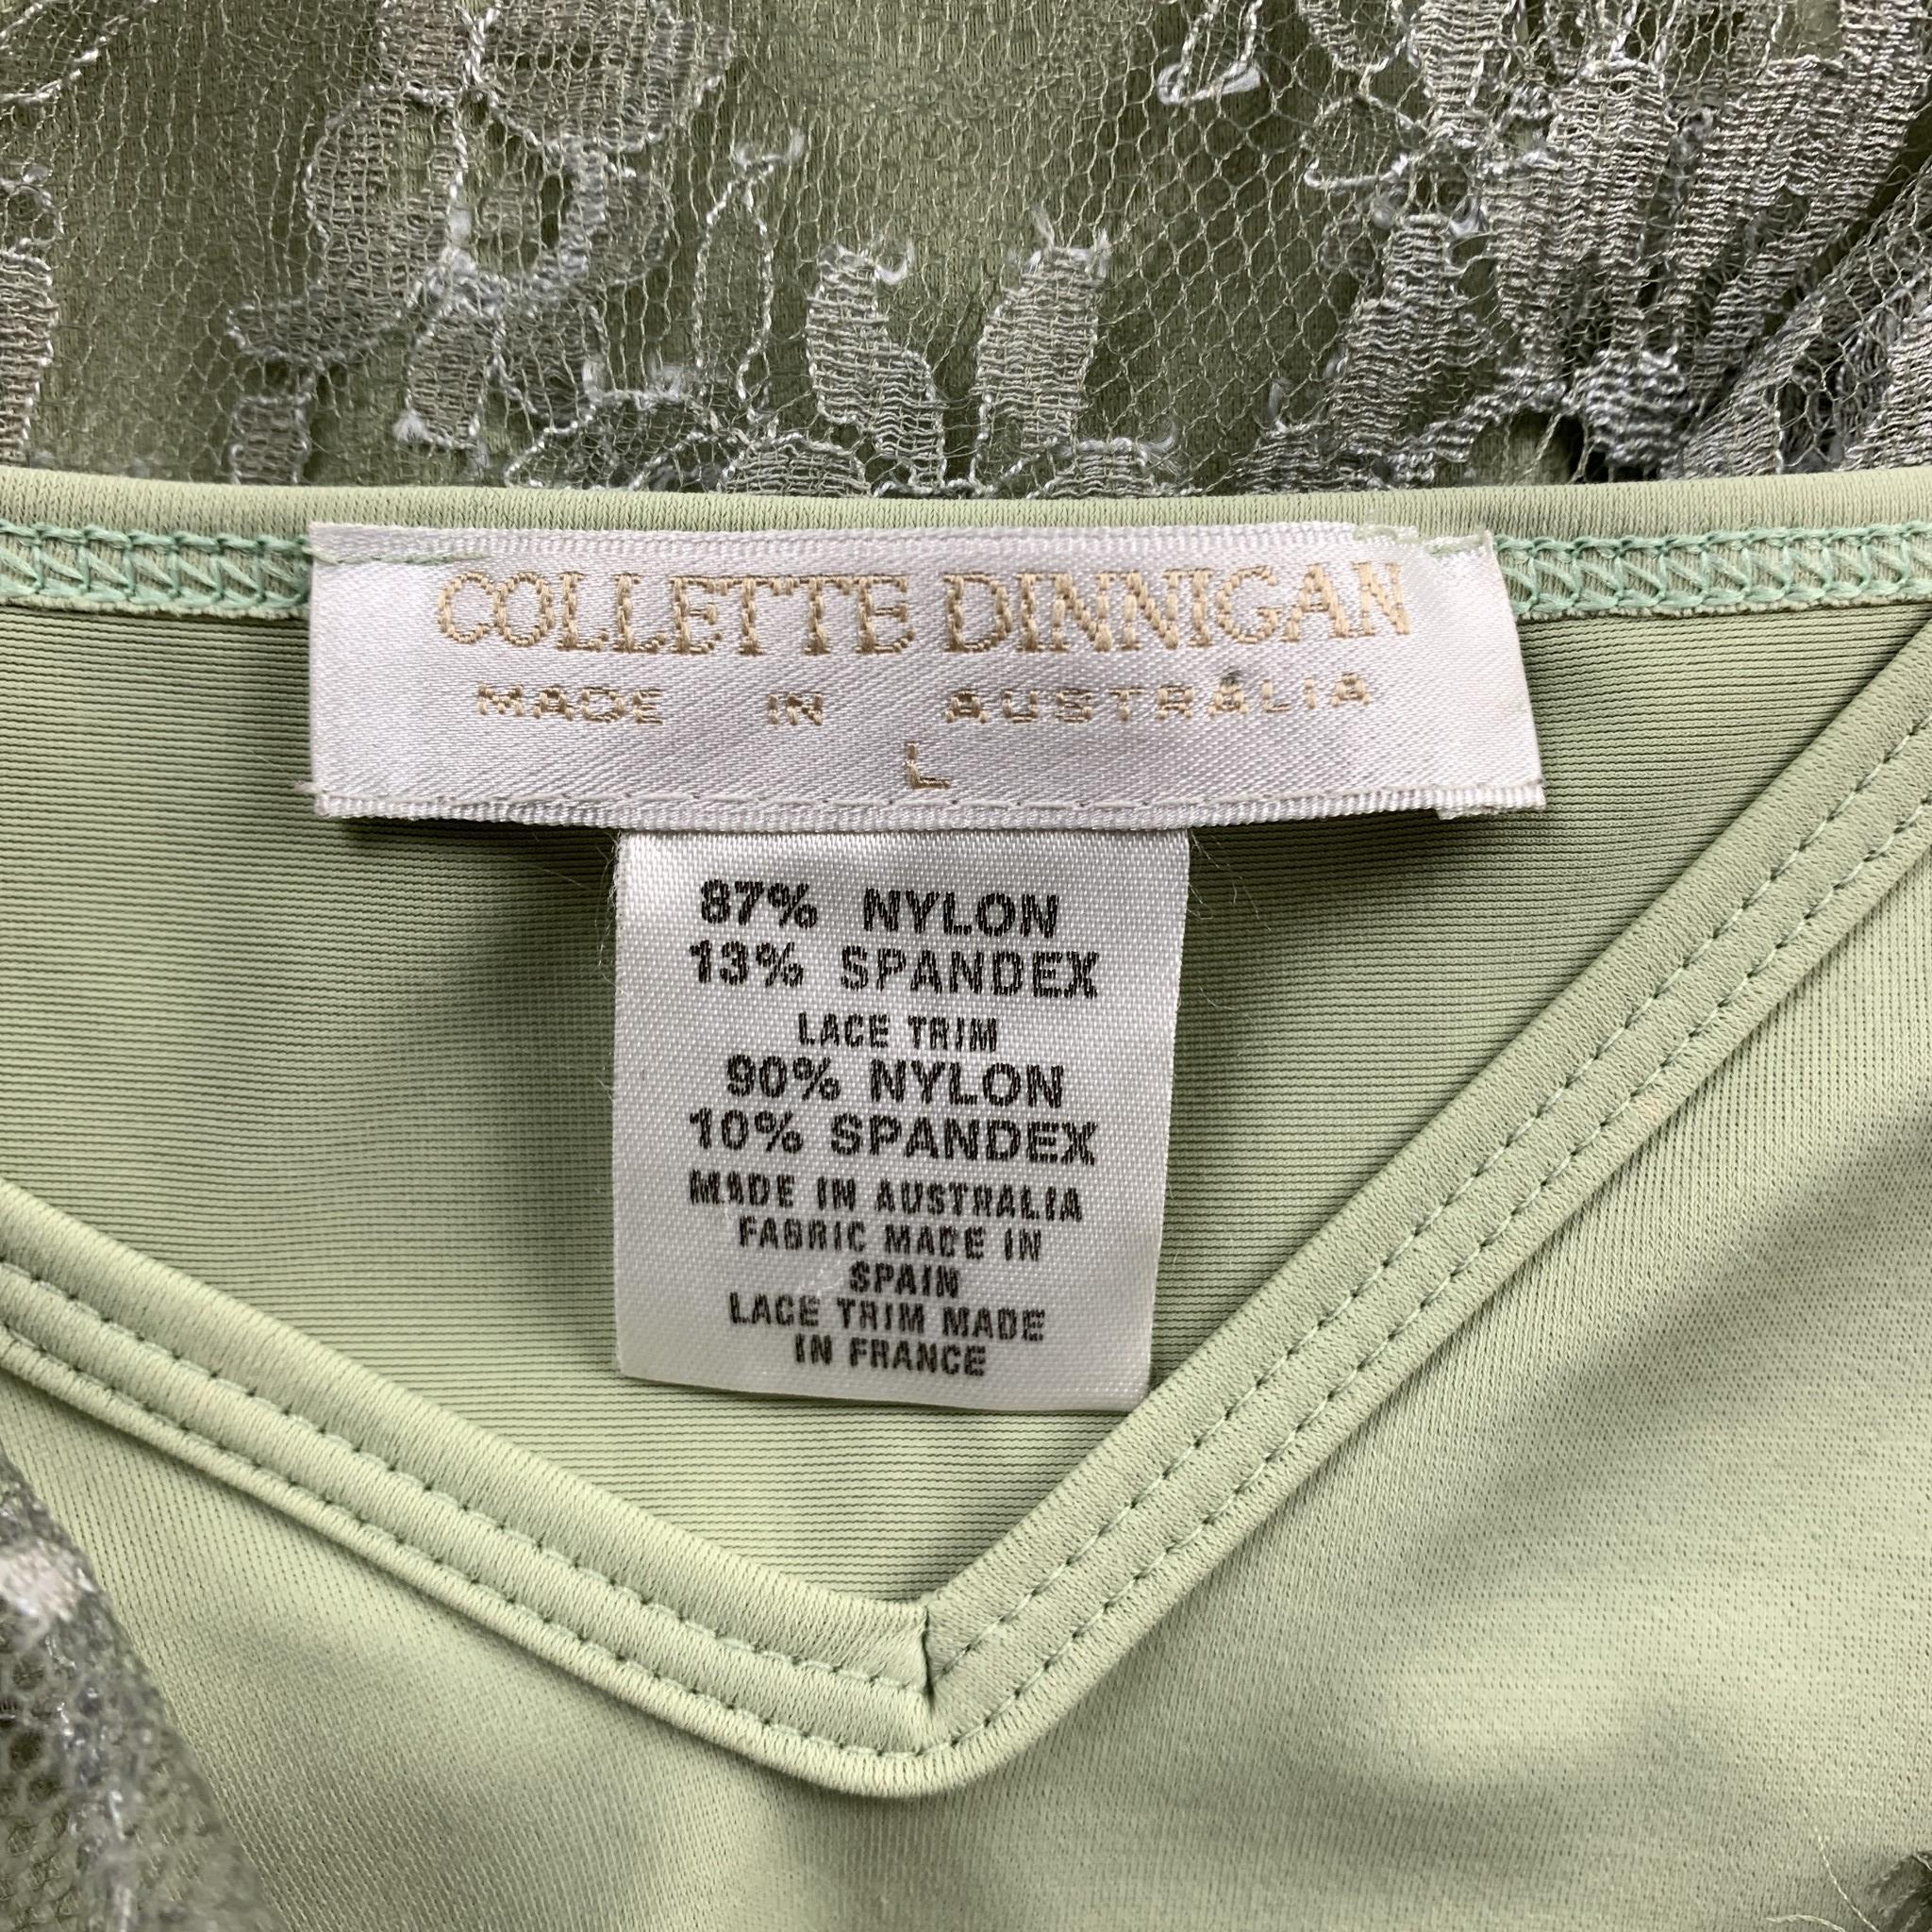 COLLETTE DINNIGAN
MADE IN AUSTRALIA
L
87% NYLON
13% SPANDEX
LACE TRIM
90% NYLON
10% SPANDEX
MADE IN AUSTRALIA
FABRIC MADE IN
SPAIN
LACE TRIM MADE
IN FRANCE